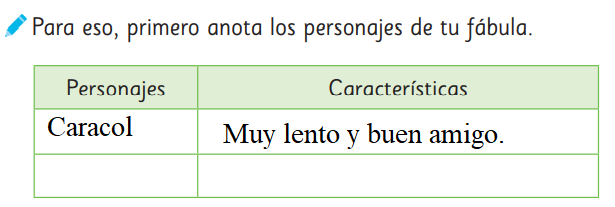 Para eso, primero anota los personajes de tu fábula.
Personajes Características
Caracol Muy lento y buen amigo.